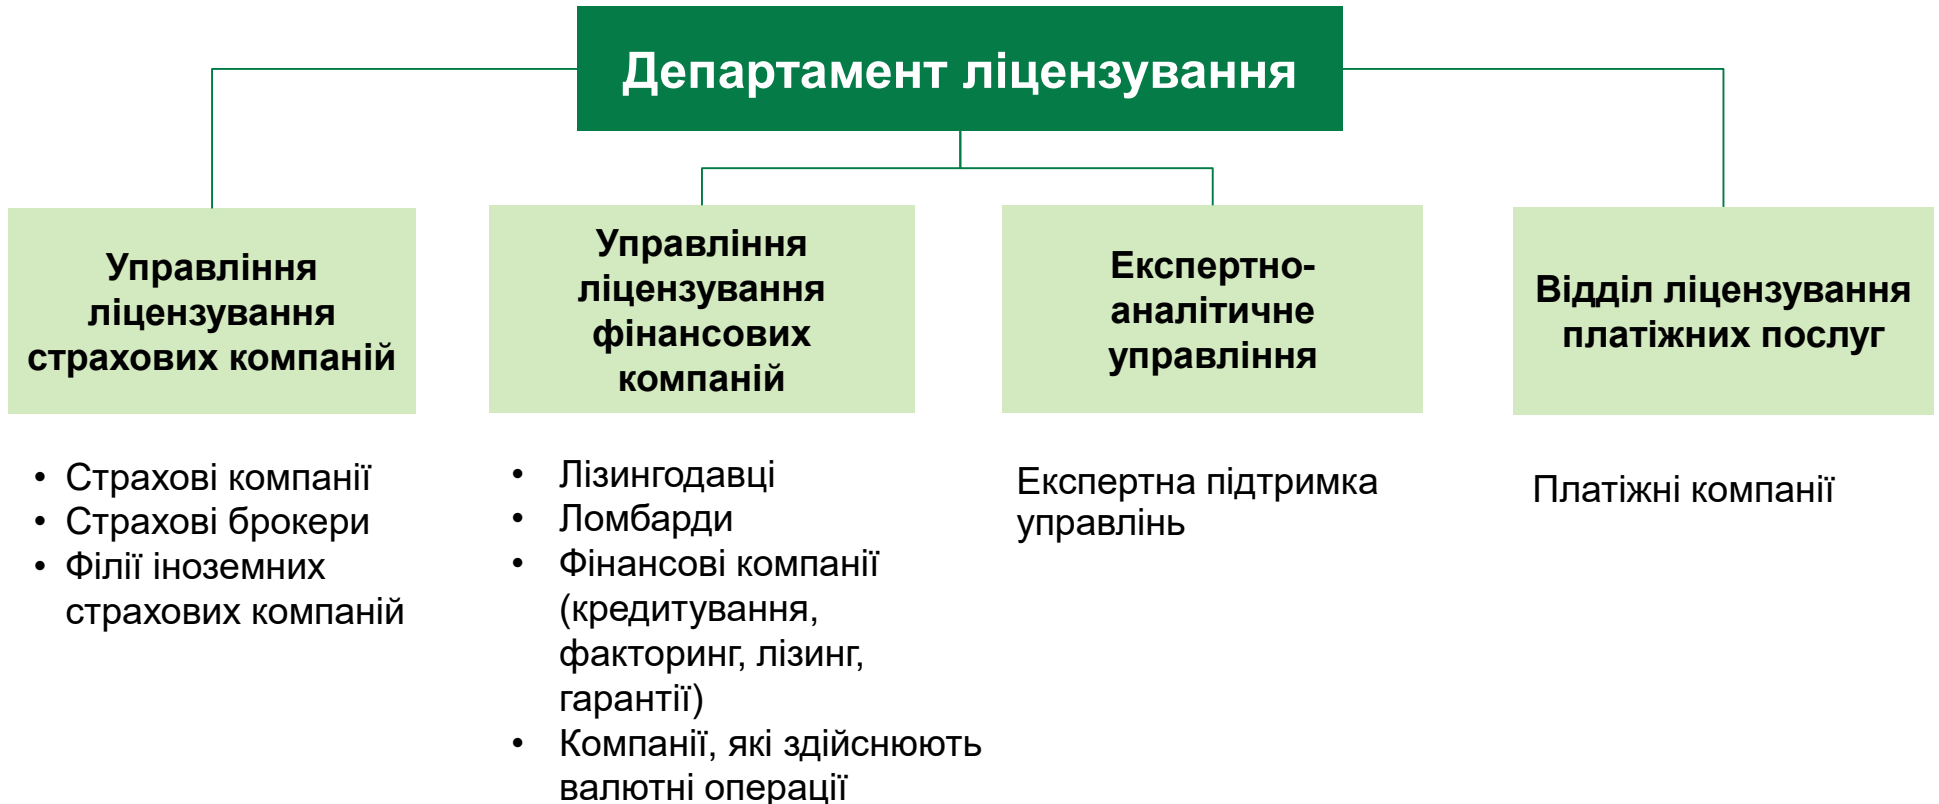 Департамент ліцензування
Управління
ліцензування
страхових компаній
Управління
ліцензування
фінансових
компаній
Експертно-
аналітичне
управління
Відділ ліцензування
платіжних послуг
• Страхові компанії
• Страхові брокери
• Філії іноземних
страхових компаній
• Лізингодавці
• Ломбарди
• Фінансові компанії
(кредитування,
факторинг, лізинг,
гарантії)
• Компанії, які здійснюють
валютні операції
Експертна підтримка
управлінь
Платіжні компанії